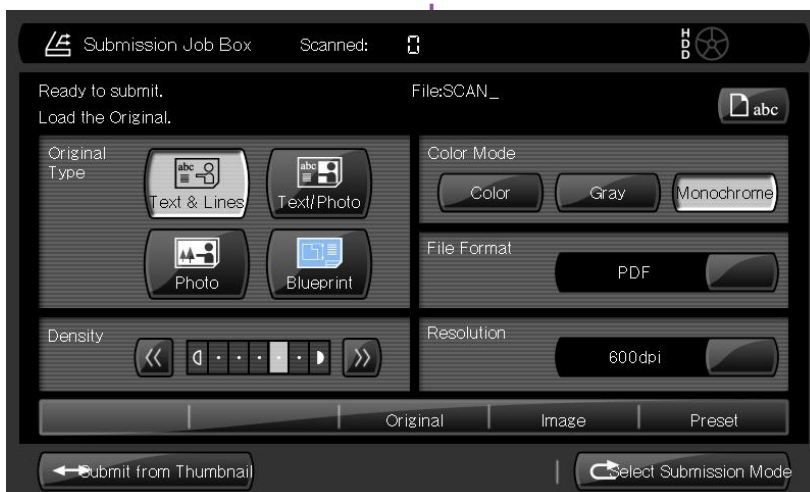 Submission Job Box Scanned: 0 HDD
Ready to submit. File:SCAN_
Load the Original. abc
Original Type
abc Text & Lines
abc Text/Photo
Photo
Blueprint
Color Mode
Color Gray Monochrome
File Format
PDF
Density
Resolution
600dpi
Original Image Preset
Submit from Thumbnail Select Submission Mode